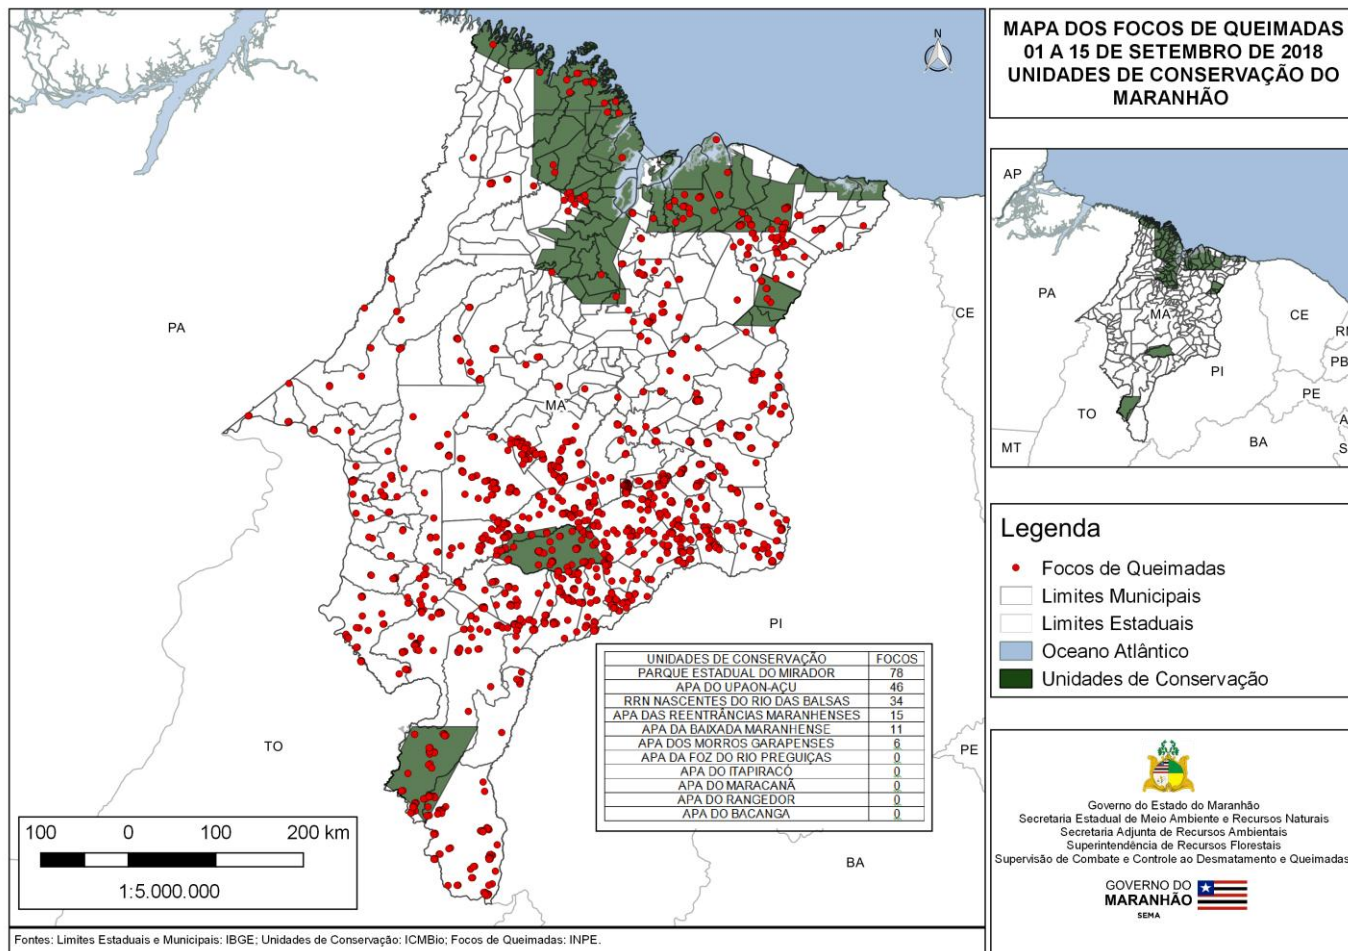 MAPA DOS FOCOS DE QUEIMADAS
01 A 15 DE SETEMBRO DE 2018
UNIDADES DE CONSERVAÇÃO DO
MARANHÃO
N
PA
CE
MA
PI
TO
PE
BA
UNIDADES DE CONSERVAÇÃO FOCOS
PARQUE ESTADUAL DO MIRADOR 78
APA DO UPAON-AÇU 46
RRN NASCENTES DO RIO DAS BALSAS 34
APA DAS REENTRÂNCIAS MARANHENSES 15
APA DA BAIXADA MARANHENSE 11
APA DOS MORROS GARAPENSES 6
APA DA FOZ DO RIO PREGUIÇAS 0
APA DO ITAPIRACÓ 0
APA DO MARACANÃ 0
APA DO RANGEDOR 0
APA DO BACANGA 0
100 0 100 200 km
1:5.000.000
AP
PA
MA
CE
RN
PB
PI
PE
TO
A
MT
BA
S
Legenda
Focos de Queimadas
Limites Municipais
Limites Estaduais
Oceano Atlântico
Unidades de Conservação
Governo do Estado do Maranhão
Secretaria Estadual de Meio Ambiente e Recursos Naturais
Secretaria Adjunta de Recursos Ambientais
Superintendência de Recursos Florestais
Supervisão de Combate e Controle ao Desmatamento e Queimadas
GOVERNO DO
MARANHÃO
SEMA
Fontes: Limites Estaduais e Municipais: IBGE; Unidades de Conservação: ICMBio; Focos de Queimadas: INPE.